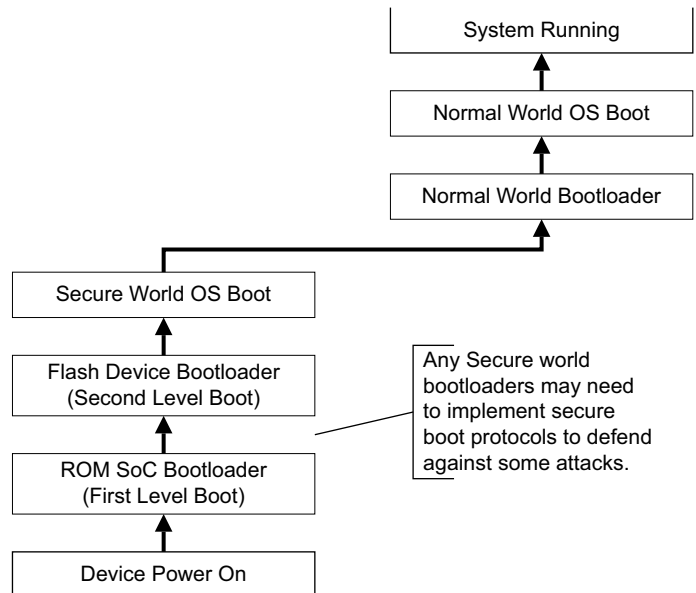 System Running
Normal World OS Boot
Normal World Bootloader
Secure World OS Boot
Flash Device Bootloader
(Second Level Boot)
Any Secure world
bootloaders may need
to implement secure
boot protocols to defend
against some attacks.
ROM SoC Bootloader
(First Level Boot)
Device Power On